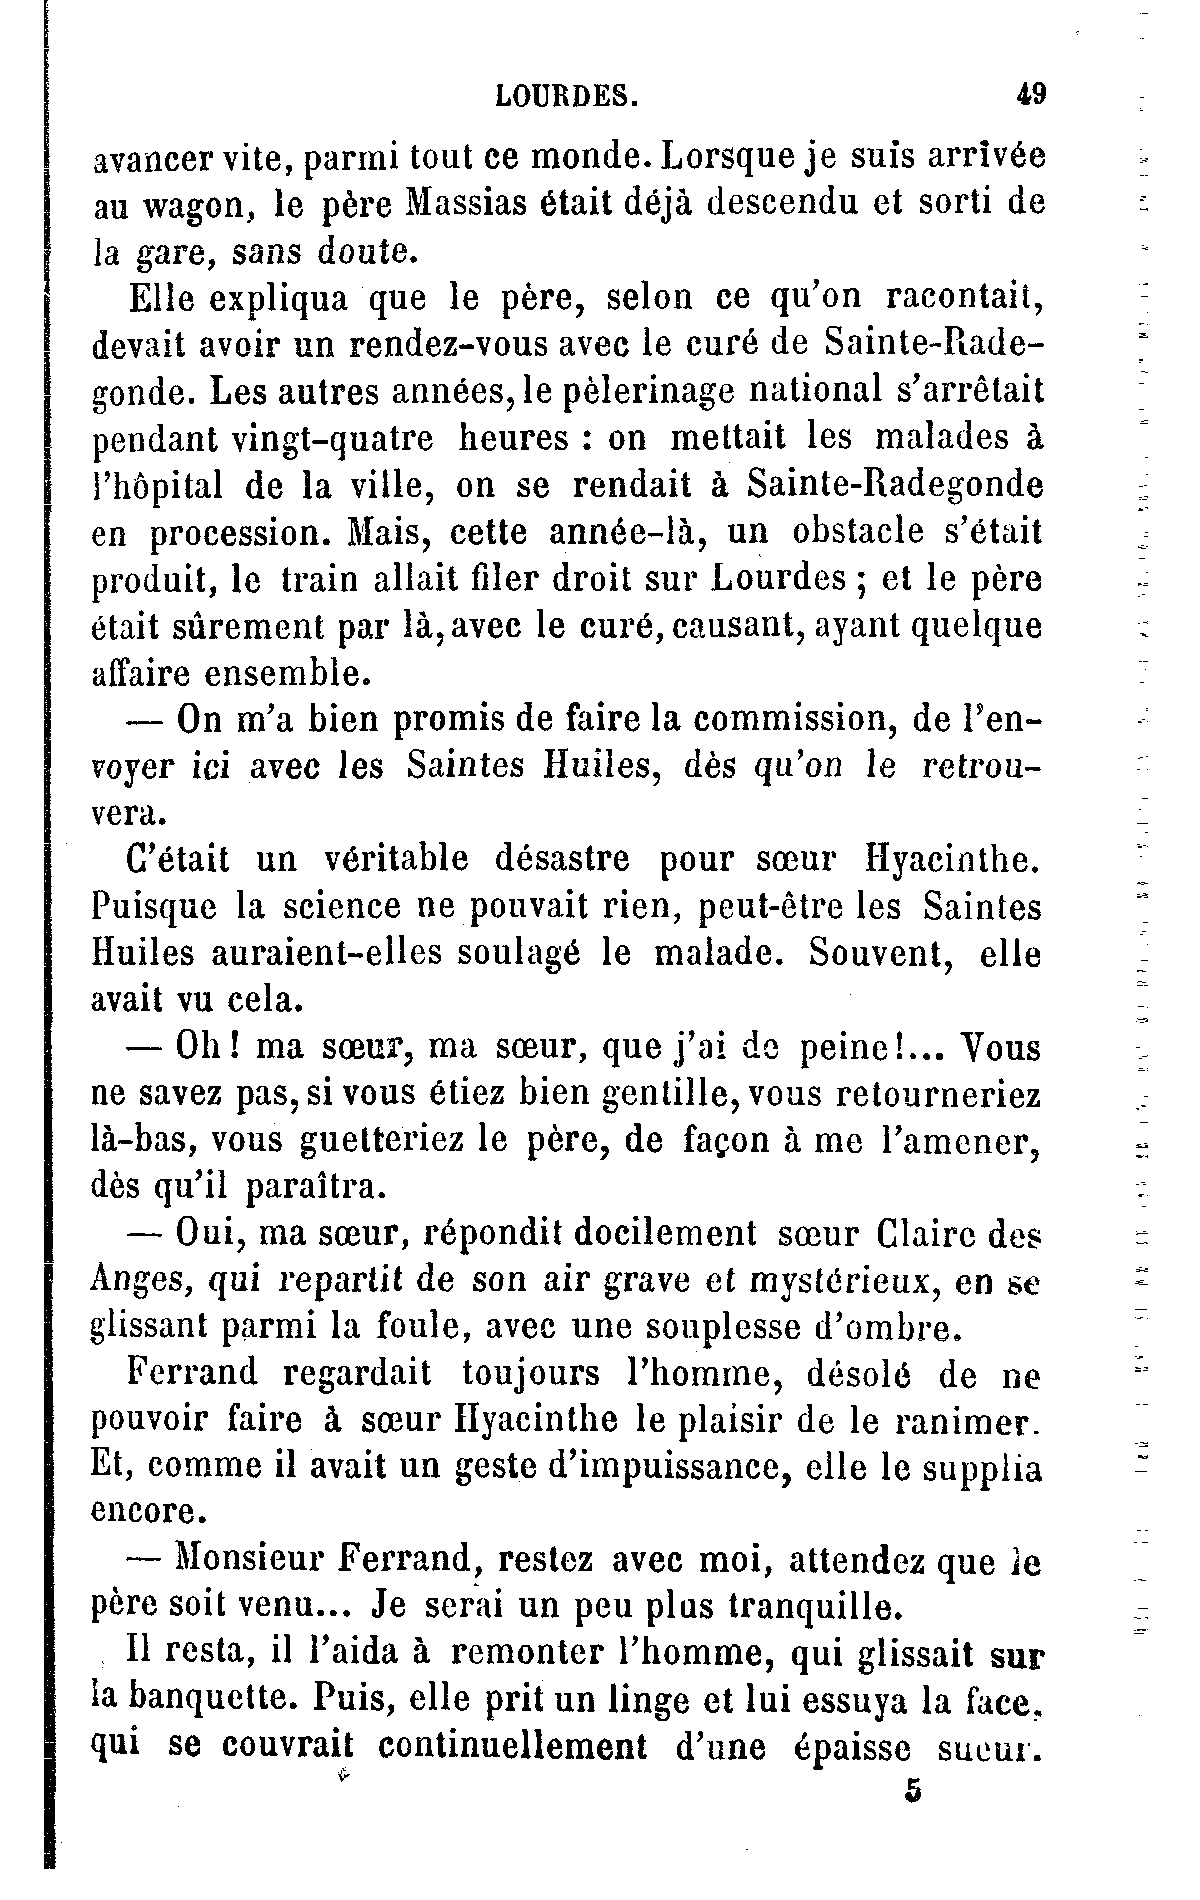 LOURDES. 49
avancer vite, parmi tout ce monde. Lorsque je suis arrivée
au wagon, le père Massias était déjà descendu et sorti de
la gare, sans doute.
Elle expliqua que le père, selon ce qu'on racontait,
devait avoir un rendez-vous avec le curé de Sainte-Rade-
gonde. Les autres années, le pèlerinage national s'arrêtait
pendant vingt-quatre heures : on mettait les malades à
l'hôpital de la ville, on se rendait à Sainte-Radegonde
en procession. Mais, cette année-là, un obstacle s'était
produit, le train allait filer droit sur Lourdes ; et le père
était sûrement par là, avec le curé, causant, ayant quelque
affaire ensemble.
— On m'a bien promis de faire la commission, de l'en-
voyer ici avec les Saintes Huiles, dès qu'on le retrou-
vera.
C'était un véritable désastre pour sœur Hyacinthe.
Puisque la science ne pouvait rien, peut-être les Saintes
Huiles auraient-elles soulagé le malade. Souvent, elle
avait vu cela.
— Oh ! ma sœur, ma sœur, que j'ai de peine !... Vous
ne savez pas, si vous étiez bien gentille, vous retourneriez
là-bas, vous guetteriez le père, de façon à me l'amener,
dès qu'il paraîtra.
— Oui, ma sœur, répondit docilement sœur Claire des
Anges, qui repartit de son air grave et mystérieux, en se
glissant parmi la foule, avec une souplesse d'ombre.
Ferrand regardait toujours l'homme, désolé de ne
pouvoir faire à sœur Hyacinthe le plaisir de le ranimer.
Et, comme il avait un geste d'impuissance, elle le supplia
encore.
— Monsieur Ferrand, restez avec moi, attendez que le
père soit venu... Je serai un peu plus tranquille.
Il resta, il l'aida à remonter l'homme, qui glissait sur
la banquette. Puis, elle prit un linge et lui essuya la face,
qui se couvrait continuellement d'une épaisse sueur.
5